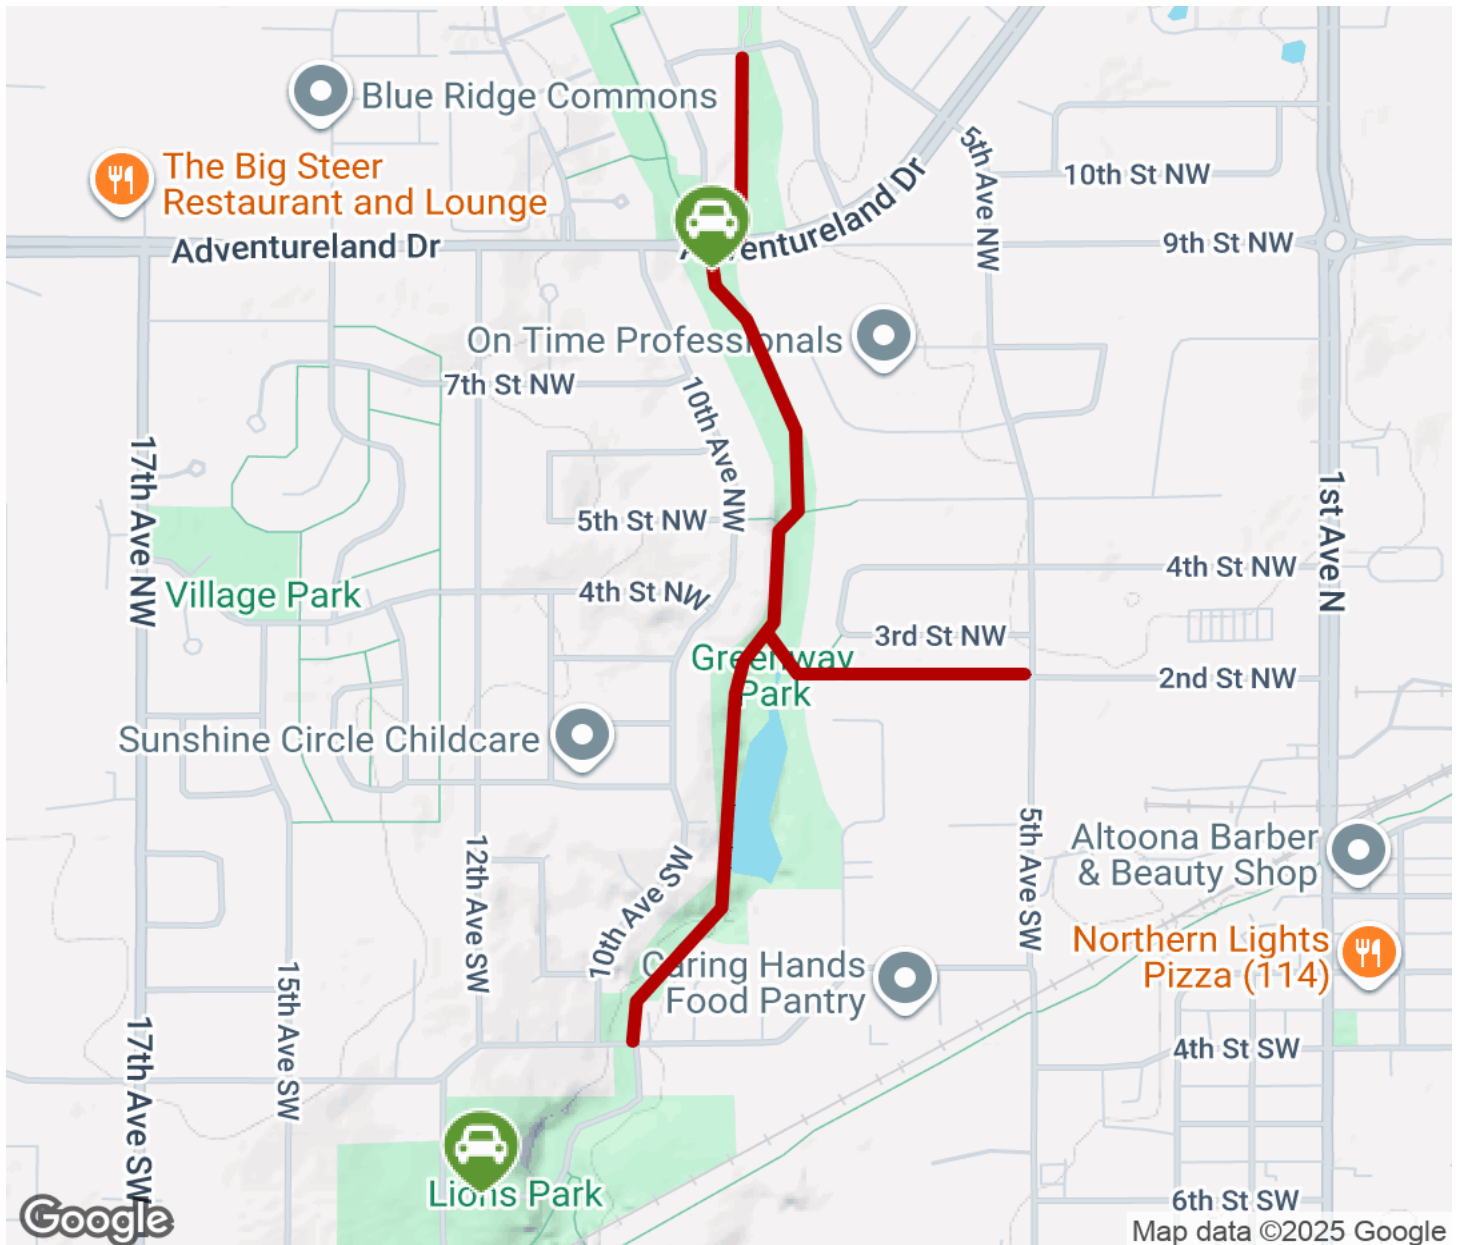 Blue Ridge Commons
The Big Steer
Restaurant and Lounge
5th Ave NW
10th St NW
Adventureland Dr
Adventureland Dr
9th St NW
On Time Professionals
7th St NW
10th Ave NW
17th Ave NW
1st Ave N
5th St NW
4th St NW
4th St NW
Village Park
3rd St NW
Greenway
Park
2nd St NW
Sunshine Circle Childcare
12th Ave SW
10th Ave SW
5th Ave SW
Altoona Barber
& Beauty Shop
Northern Lights
Pizza (114)
Caring Hands
Food Pantry
15th Ave SW
17th Ave SW
4th St SW
Lions Park
6th St SW
Google
Map data ©2025 Google